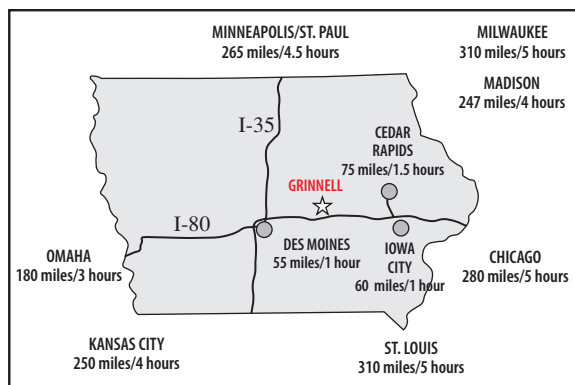 MINNEAPOLIS/ST. PAUL
265 miles/4.5 hours
MILWAUKEE
310 miles/5 hours
MADISON
247 miles/4 hours
I-35
CEDAR
RAPIDS
75 miles/1.5 hours
GRINNELL
I-80
OMAHA
180 miles/3 hours
DES MOINES
55 miles/1 hour
IOWA
CITY
60 miles/1 hour
CHICAGO
280 miles/5 hours
KANSAS CITY
250 miles/4 hours
ST. LOUIS
310 miles/5 hours